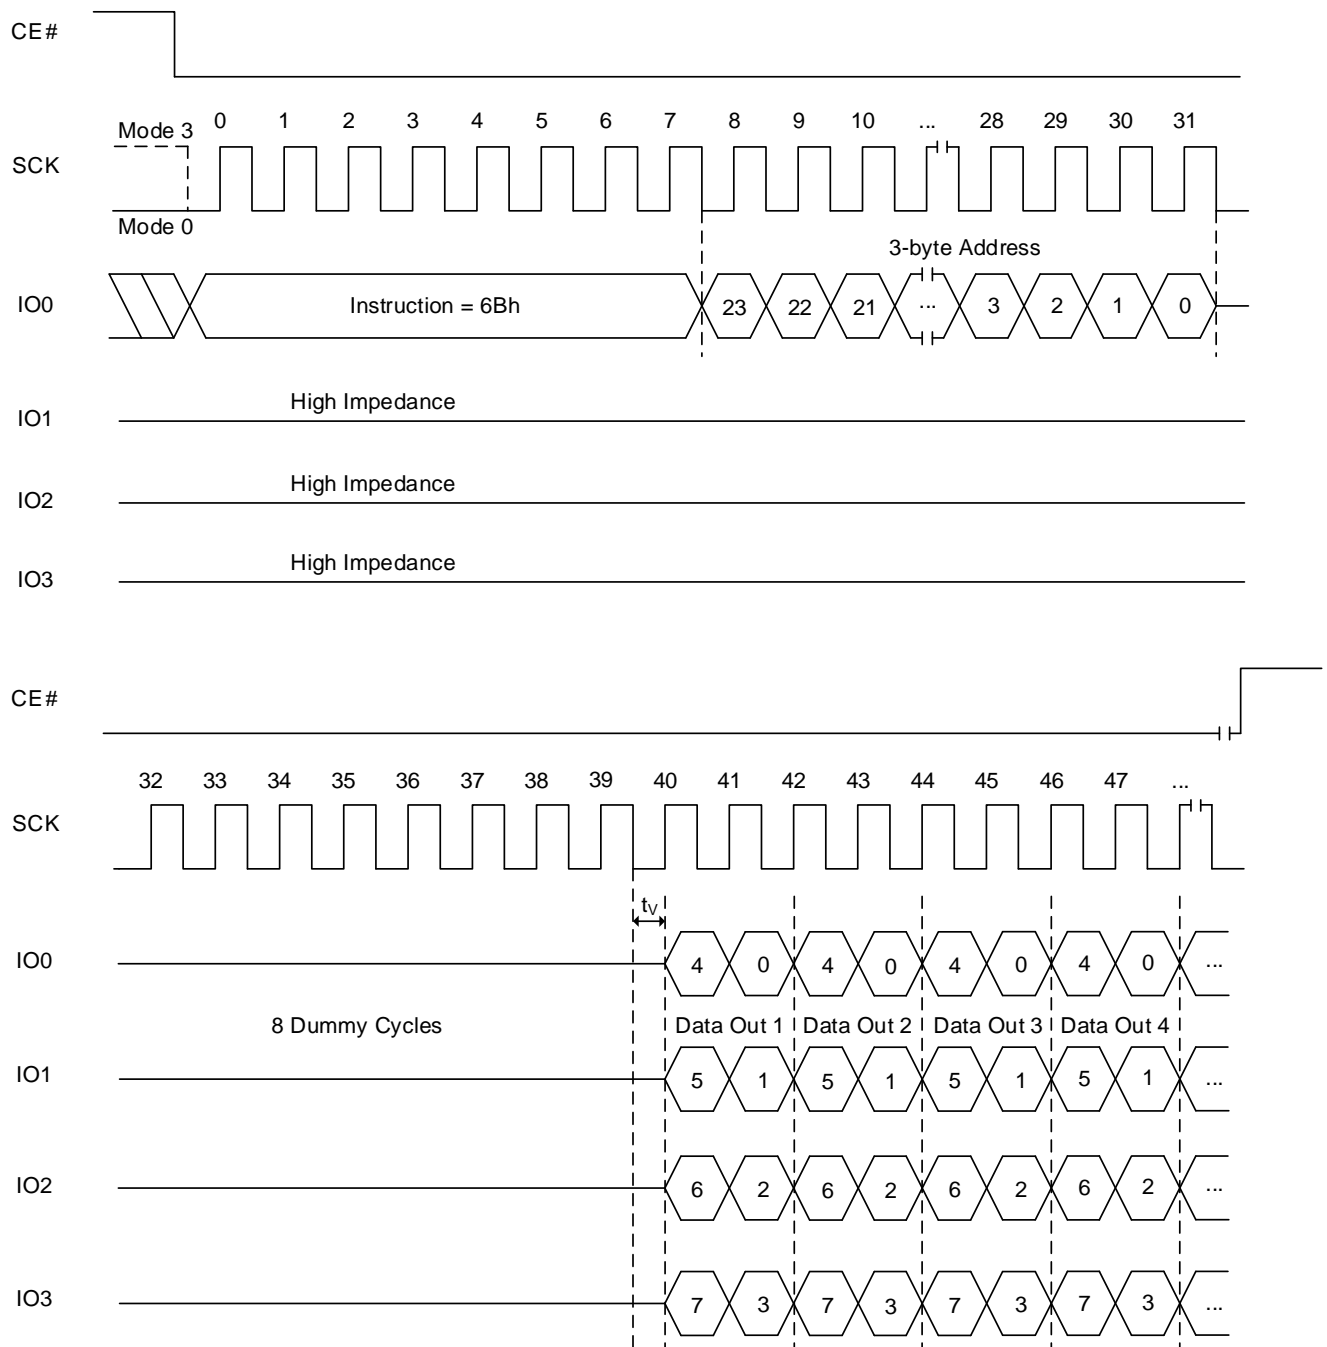 CE#
Mode 3 0 1 2 3 4 5 6 7 8 9 10 ... 28 29 30 31
SCK
Mode 0
3-byte Address
IO0 Instruction = 6Bh 23 22 21 ... 3 2 1 0
High Impedance
IO1
High Impedance
IO2
High Impedance
IO3
CE#
32 33 34 35 36 37 38 39 40 41 42 43 44 45 46 47 ...
SCK
tV
IO0 4 0 4 0 4 0 4 0 ...
8 Dummy Cycles Data Out 1 Data Out 2 Data Out 3 Data Out 4
IO1 5 1 5 1 5 1 5 1 ...
IO2 6 2 6 2 6 2 6 2 ...
IO3 7 3 7 3 7 3 7 3 ...